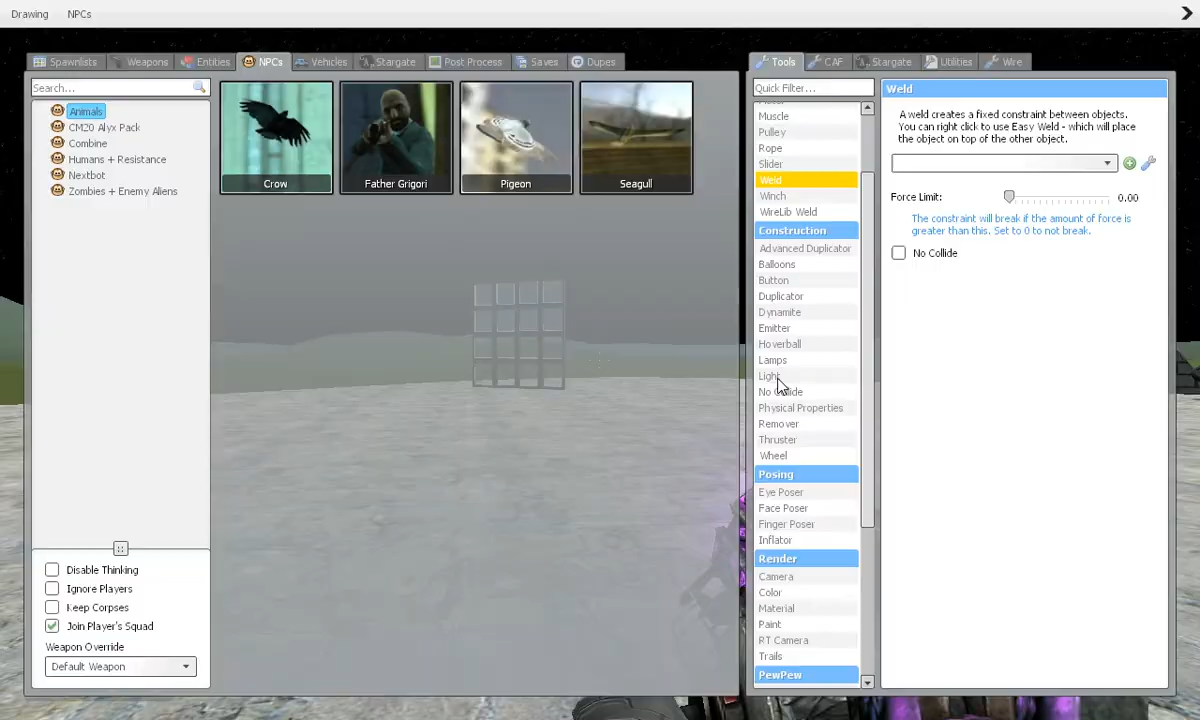 Drawing NPCs
Spawnlists Weapons Entities NPCs Vehicles Stargate Post Process Saves Dupes
Search...
Animals
CM20 Alyx Pack
Combine
Humans + Resistance
Nextbot
Zombies + Enemy Aliens
Crow Father Grigori Pigeon Seagull
Disable Thinking
Ignore Players
Keep Corpses
Join Player's Squad
Weapon Override
Default Weapon
Tools CAF Stargate Utilities Wire
Quick Filter...
Muscle
Pulley
Rope
Slider
Weld
Winch
WireLib Weld
Construction
Advanced Duplicator
Balloons
Button
Duplicator
Dynamite
Emitter
Hoverball
Lamps
Light
No Collide
Physical Properties
Remover
Thruster
Wheel
Posing
Eye Poser
Face Poser
Finger Poser
Inflator
Render
Camera
Color
Material
Paint
RT Camera
Trails
PewPew
Weld
A weld creates a fixed constraint between objects.
You can right click to use Easy Weld - which will place
the object on top of the other object.
Force Limit: 0.00
The constraint will break if the amount of force is
greater than this. Set to 0 to not break.
No Collide